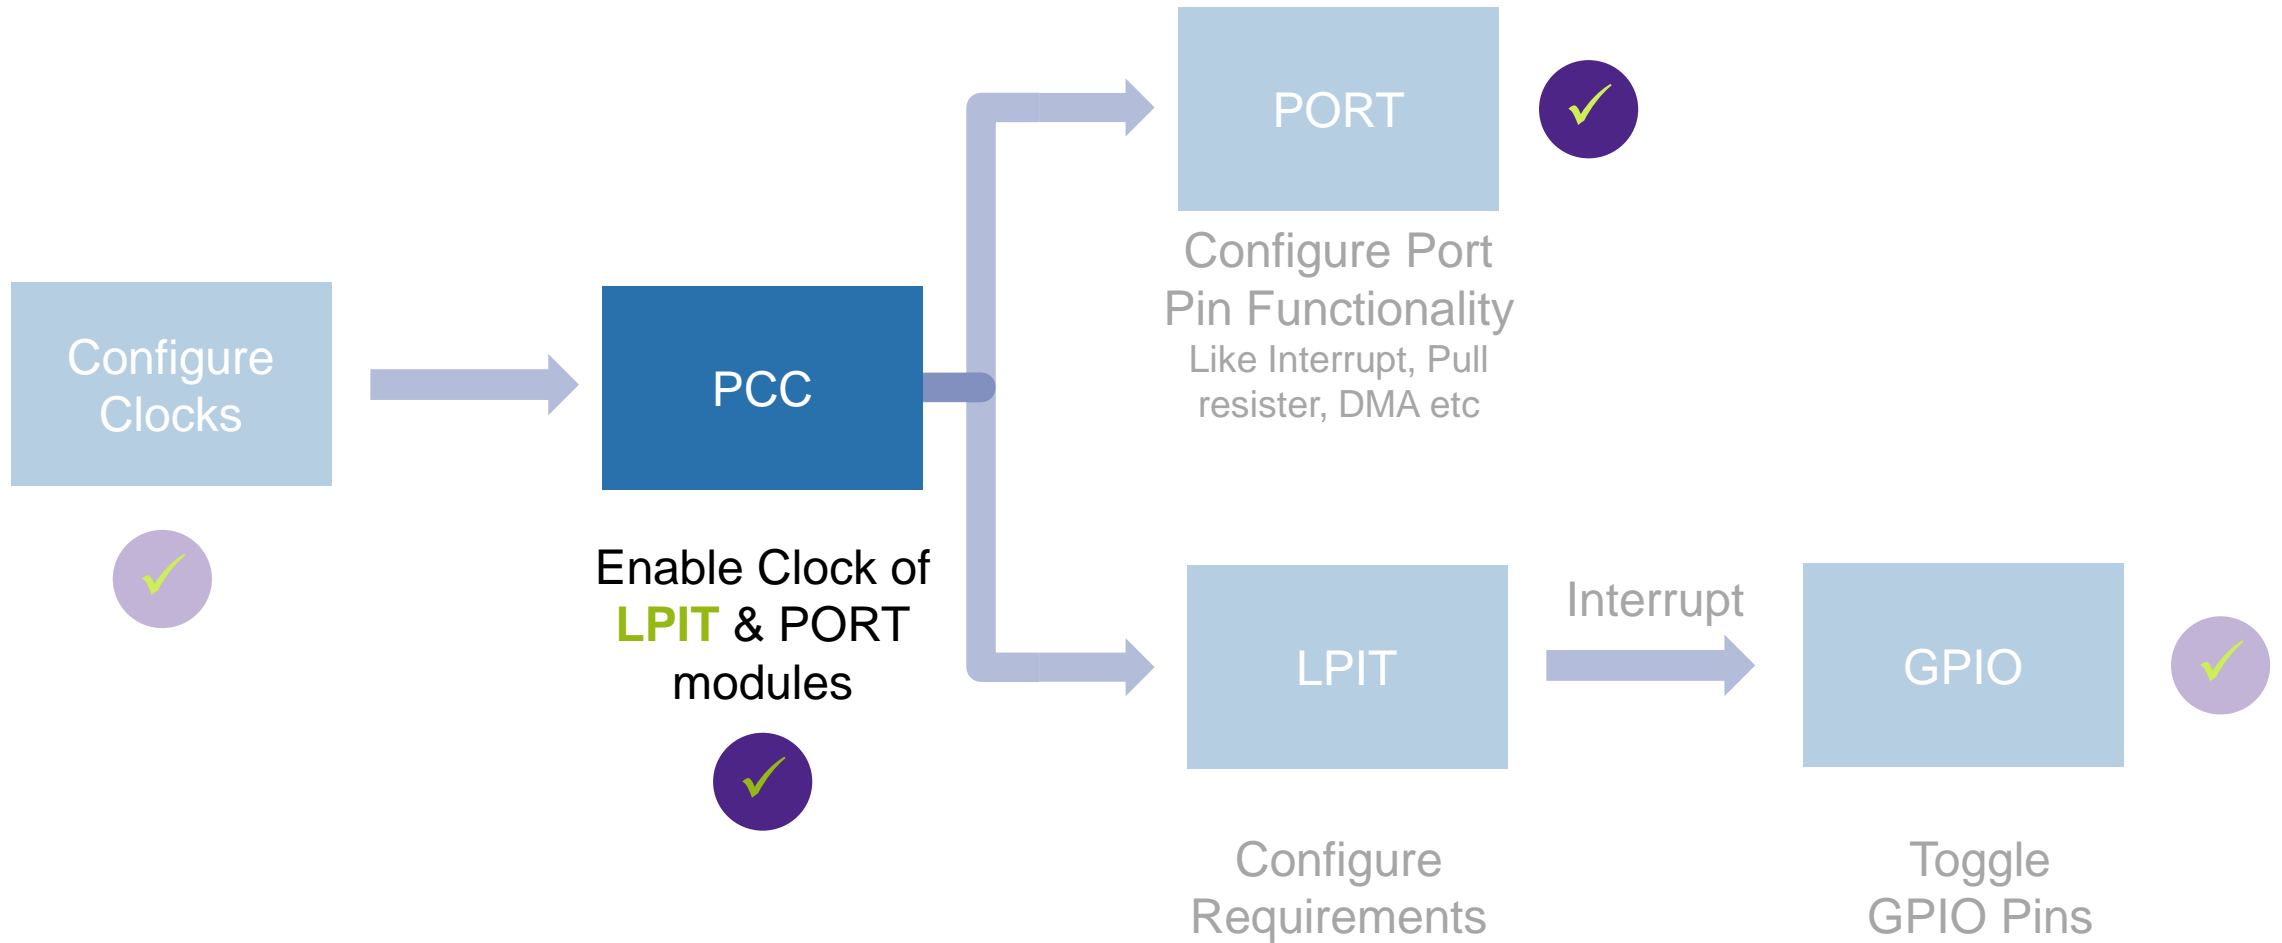 Configure
Clocks
PCC
Enable Clock of
LPIT & PORT
modules
PORT
Configure Port
Pin Functionality
Like Interrupt, Pull
resister, DMA etc
LPIT
Configure
Requirements
Interrupt
GPIO
Toggle
GPIO Pins